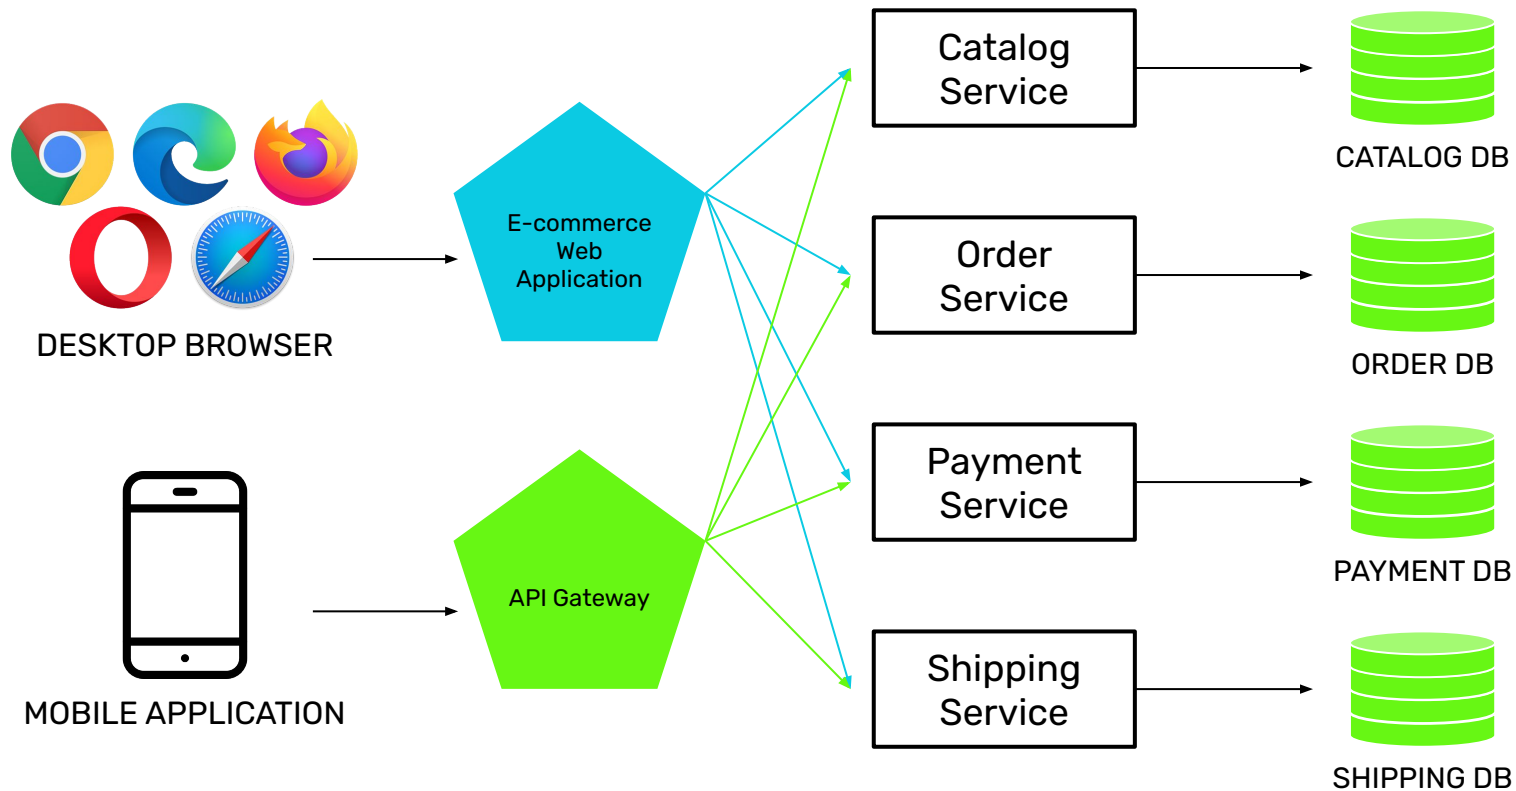 Catalog
Service
CATALOG DB
E-commerce
Web
Application
DESKTOP BROWSER
Order
Service
ORDER DB
Payment
Service
PAYMENT DB
API Gateway
MOBILE APPLICATION
Shipping
Service
SHIPPING DB